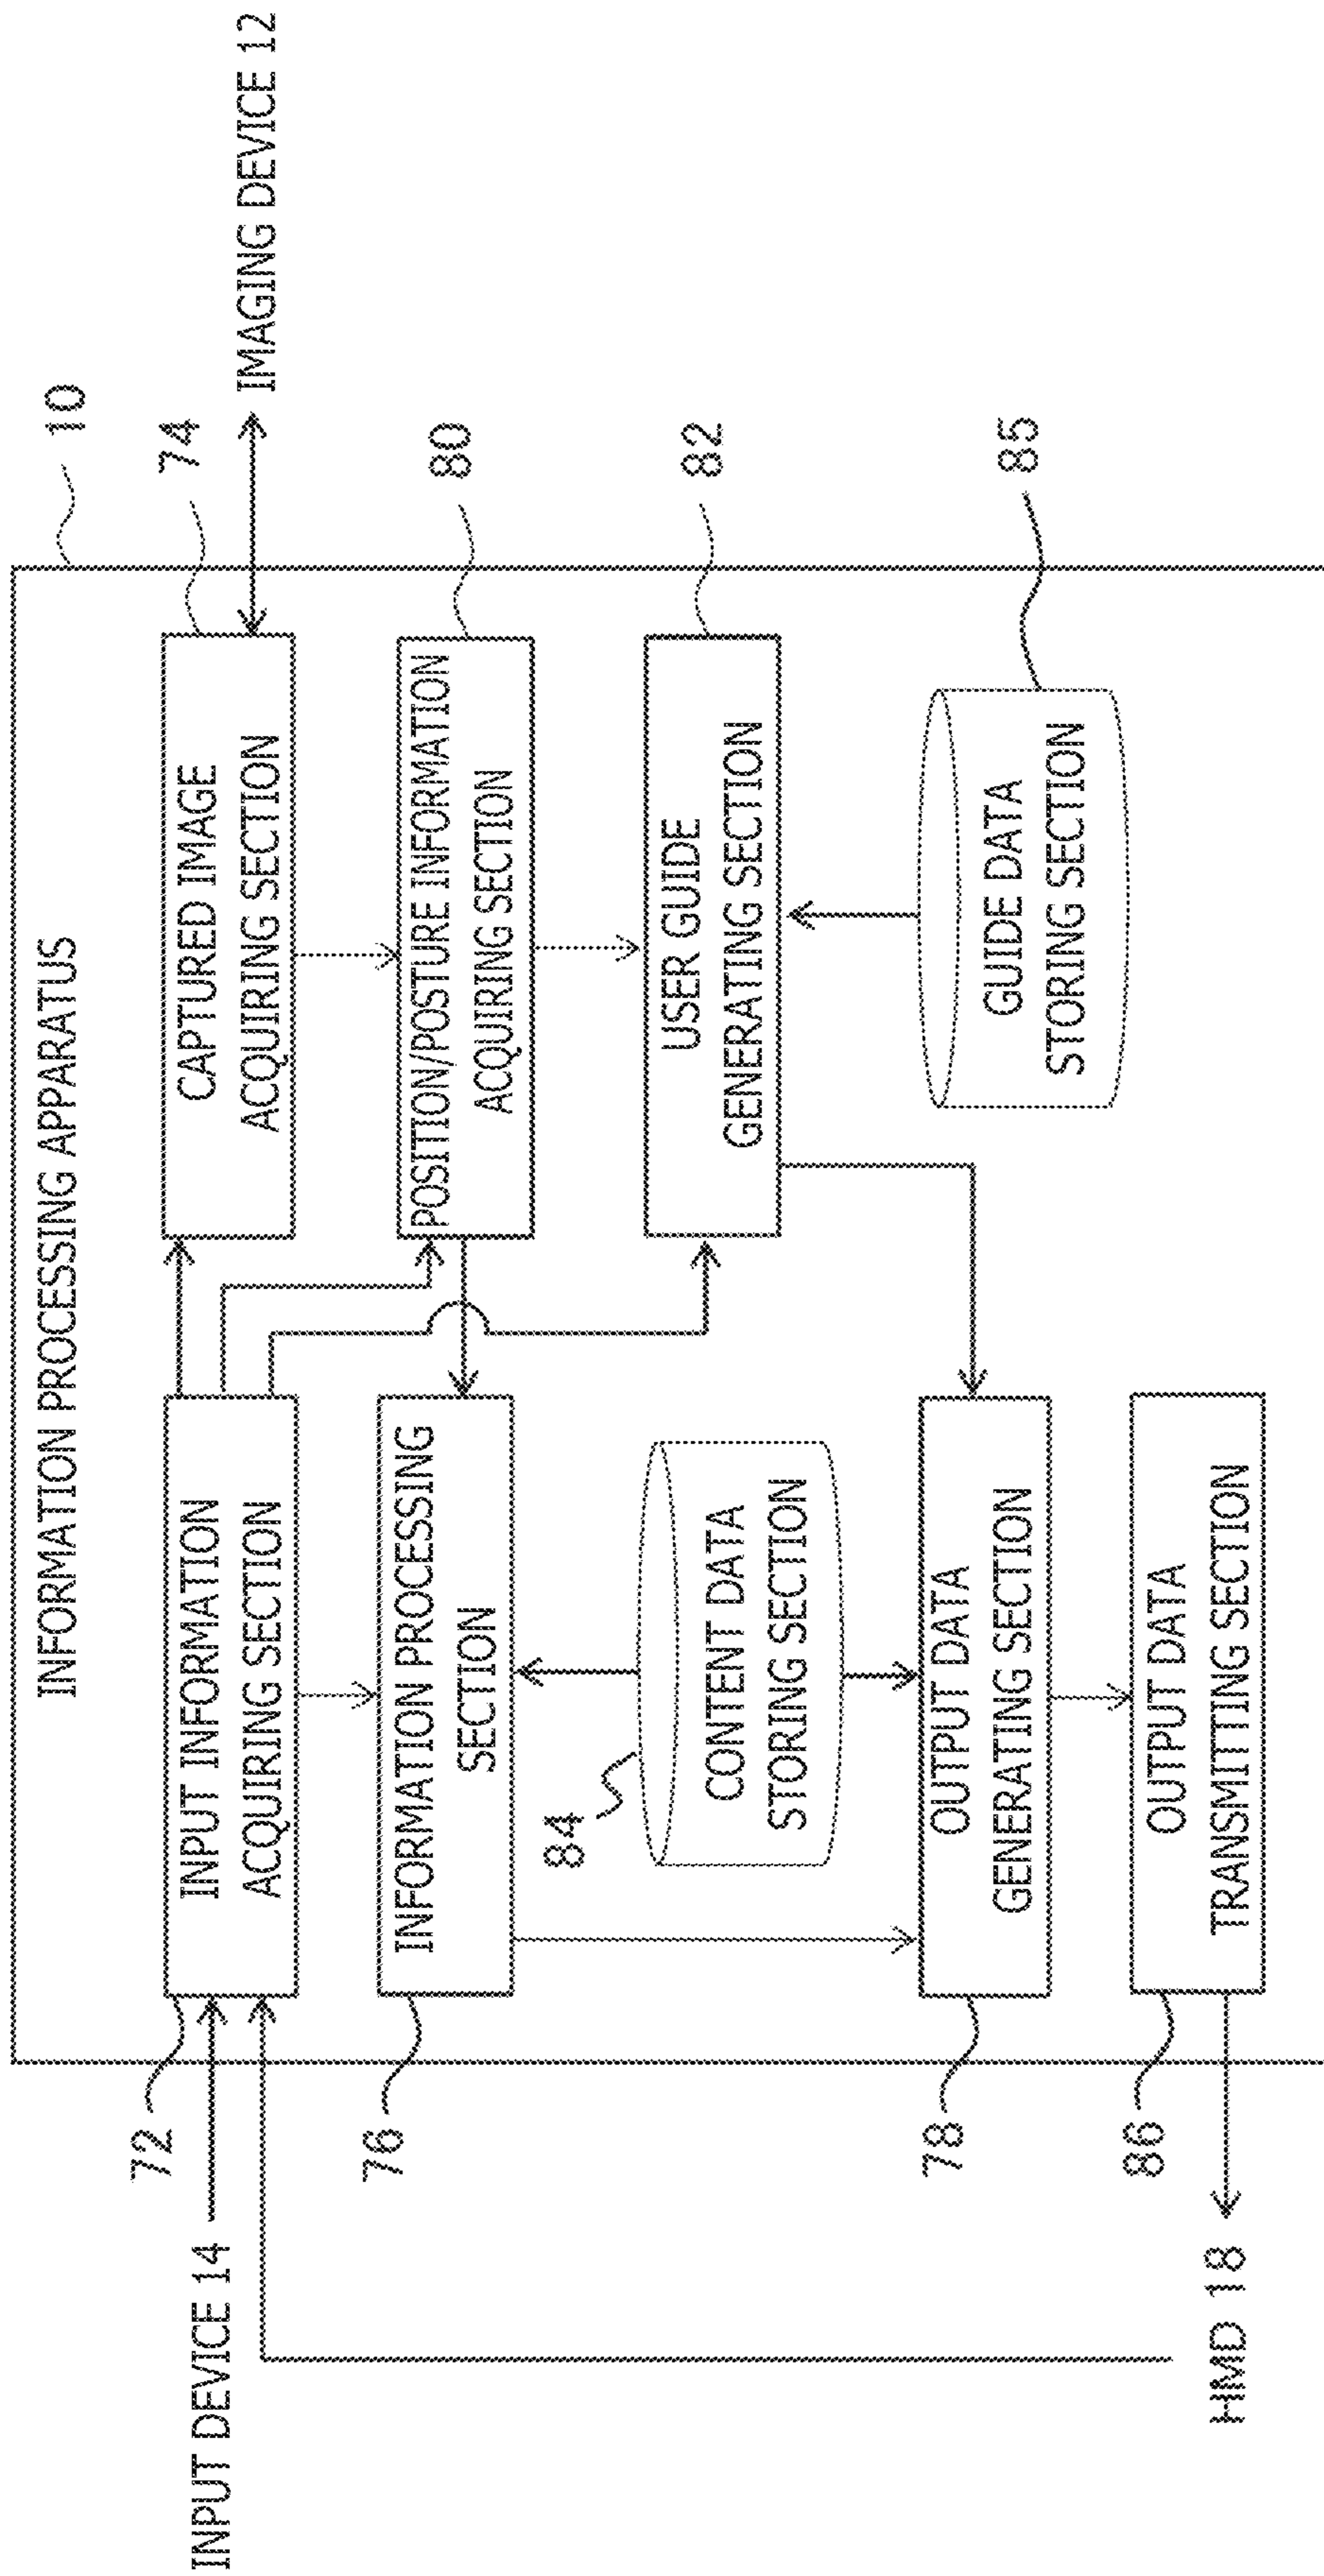 INFORMATION PROCESSING APPARATUS
10
INPUT DEVICE 14
72
INPUT INFORMATION
ACQUIRING SECTION
CAPTURED IMAGE
ACQUIRING SECTION
74
IMAGING DEVICE 12
76
INFORMATION PROCESSING
SECTION
POSITION/POSTURE INFORMATION
ACQUIRING SECTION
80
84
CONTENT DATA
STORING SECTION
USER GUIDE
GENERATING SECTION
82
78
OUTPUT DATA
GENERATING SECTION
GUIDE DATA
STORING SECTION
85
86
OUTPUT DATA
TRANSMITTING SECTION
HMD 18